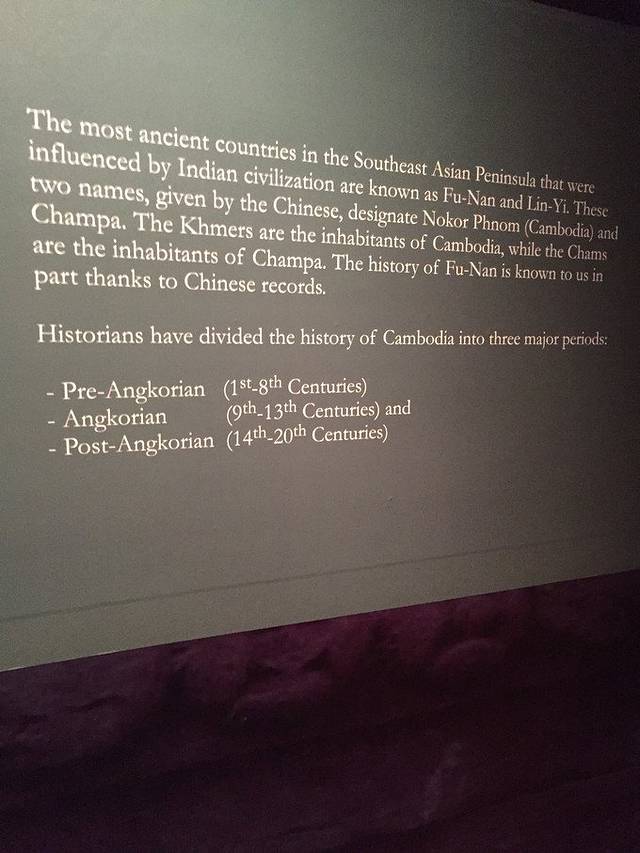 The most ancient countries in the Southeast Asian Peninsula that were
influenced by Indian civilization are known as Fu-Nan and Lin-Yi. These
two names, given by the Chinese, designate Nokor Phnom (Cambodia) and
Champa. The Khmers are the inhabitants of Cambodia, while the Chams
are the inhabitants of Champa. The history of Fu-Nan is known to us in
part thanks to Chinese records.
Historians have divided the history of Cambodia into three major periods:
- Pre-Angkorian (1st-8th Centuries)
- Angkorian (9th-13th Centuries) and
- Post-Angkorian (14th-20th Centuries)